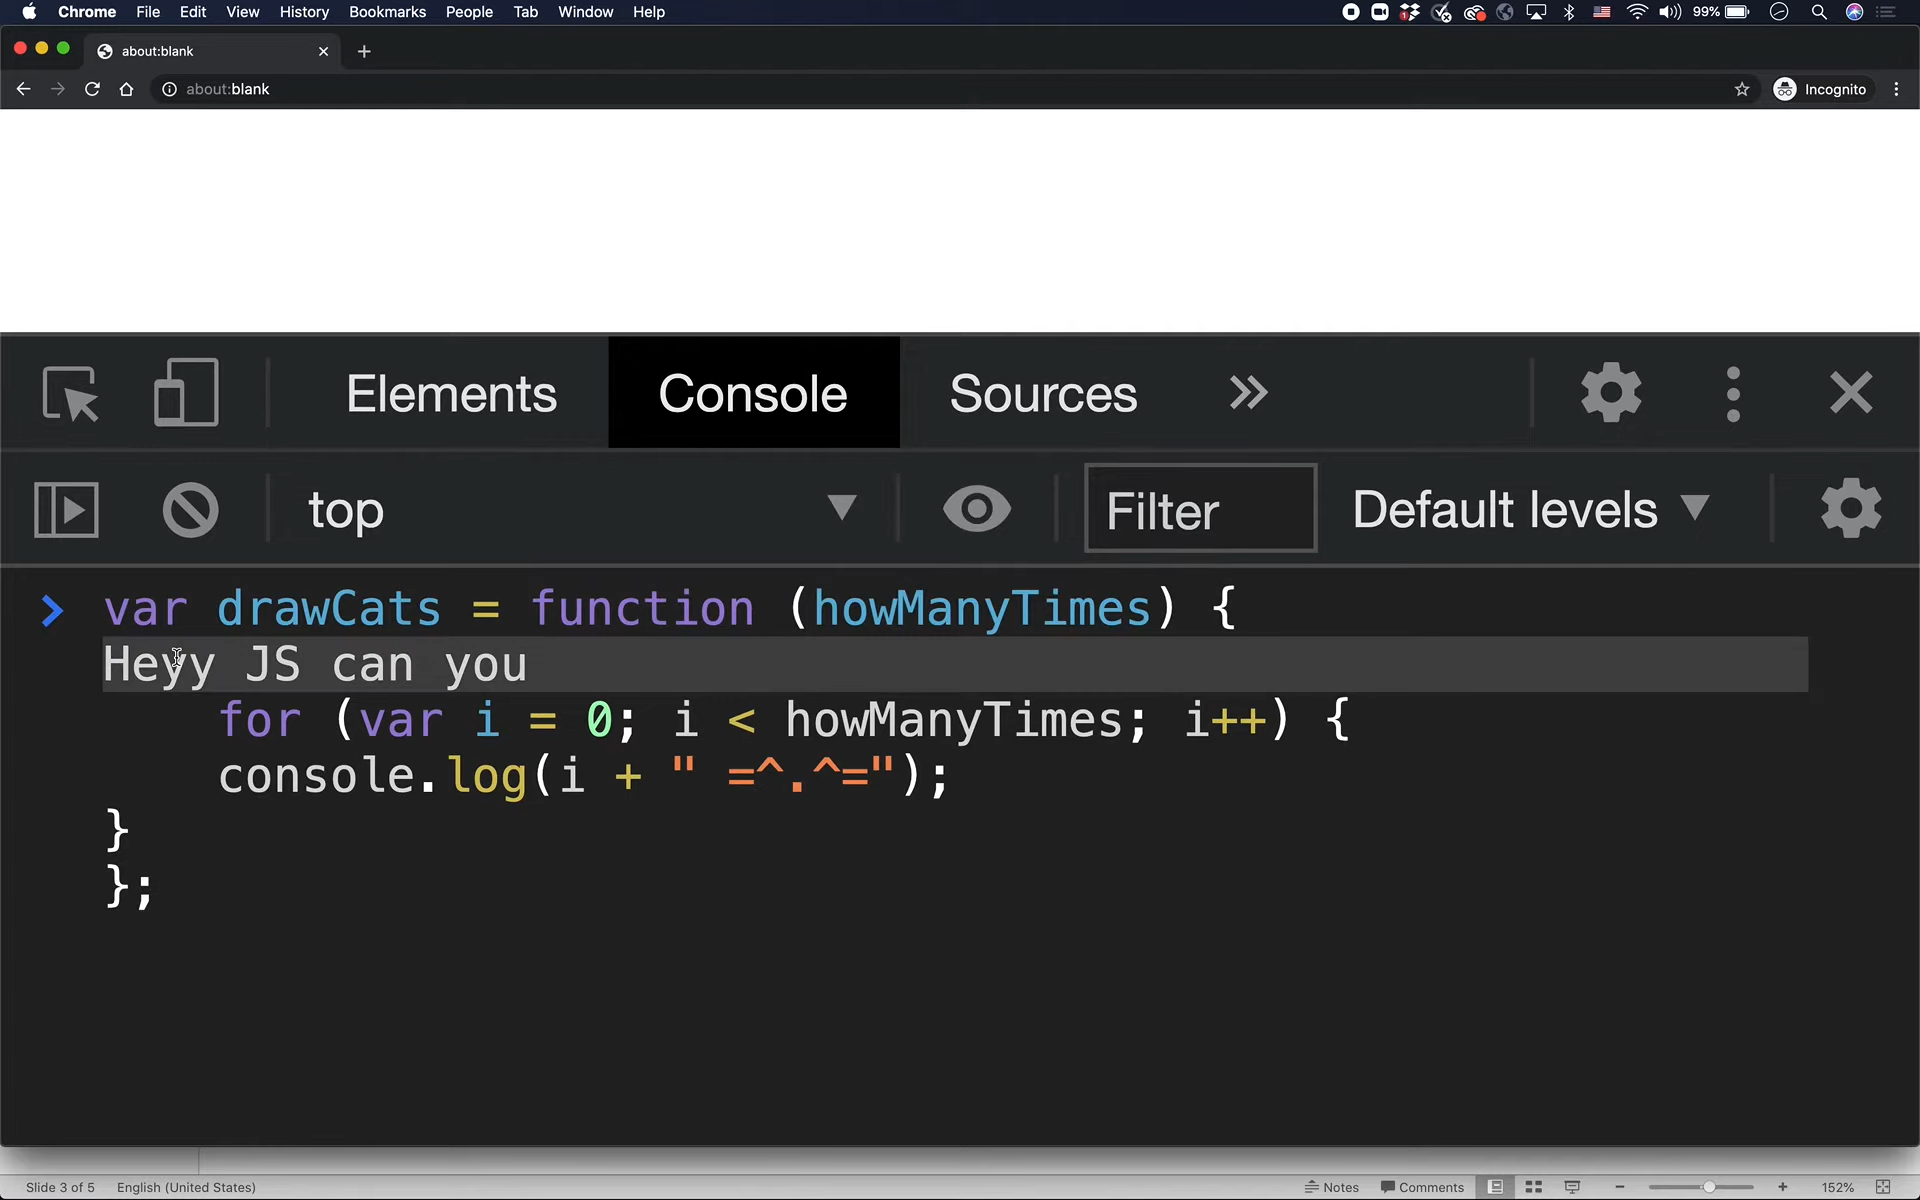 Chrome File Edit View History Bookmarks People Tab Window Help 99%
about:blank
about:blank Incognito
Elements Console Sources
top Filter Default levels
var drawCats = function (howManyTimes) {
Heyy JS can you
for (var i = 0; i < howManyTimes; i++) {
console.log(i + " =^.^=");
}
};
Slide 3 of 5 English (United States) Notes Comments 152%